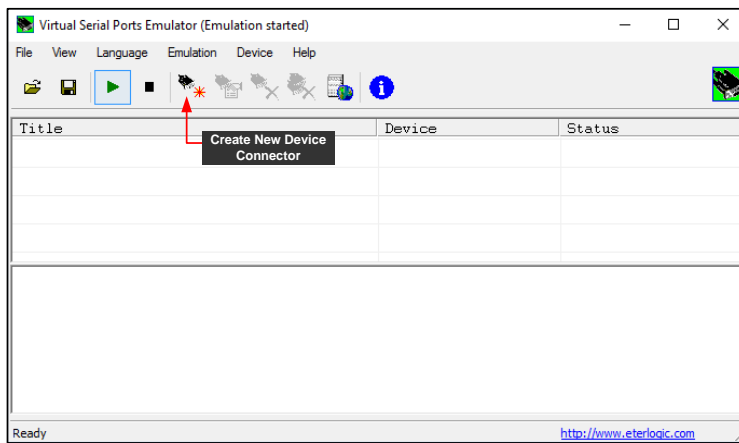 Virtual Serial Ports Emulator (Emulation started)
File View Language Emulation Device Help
Title Device Status
Create New Device
Connector
Ready http://www.eterlogic.com